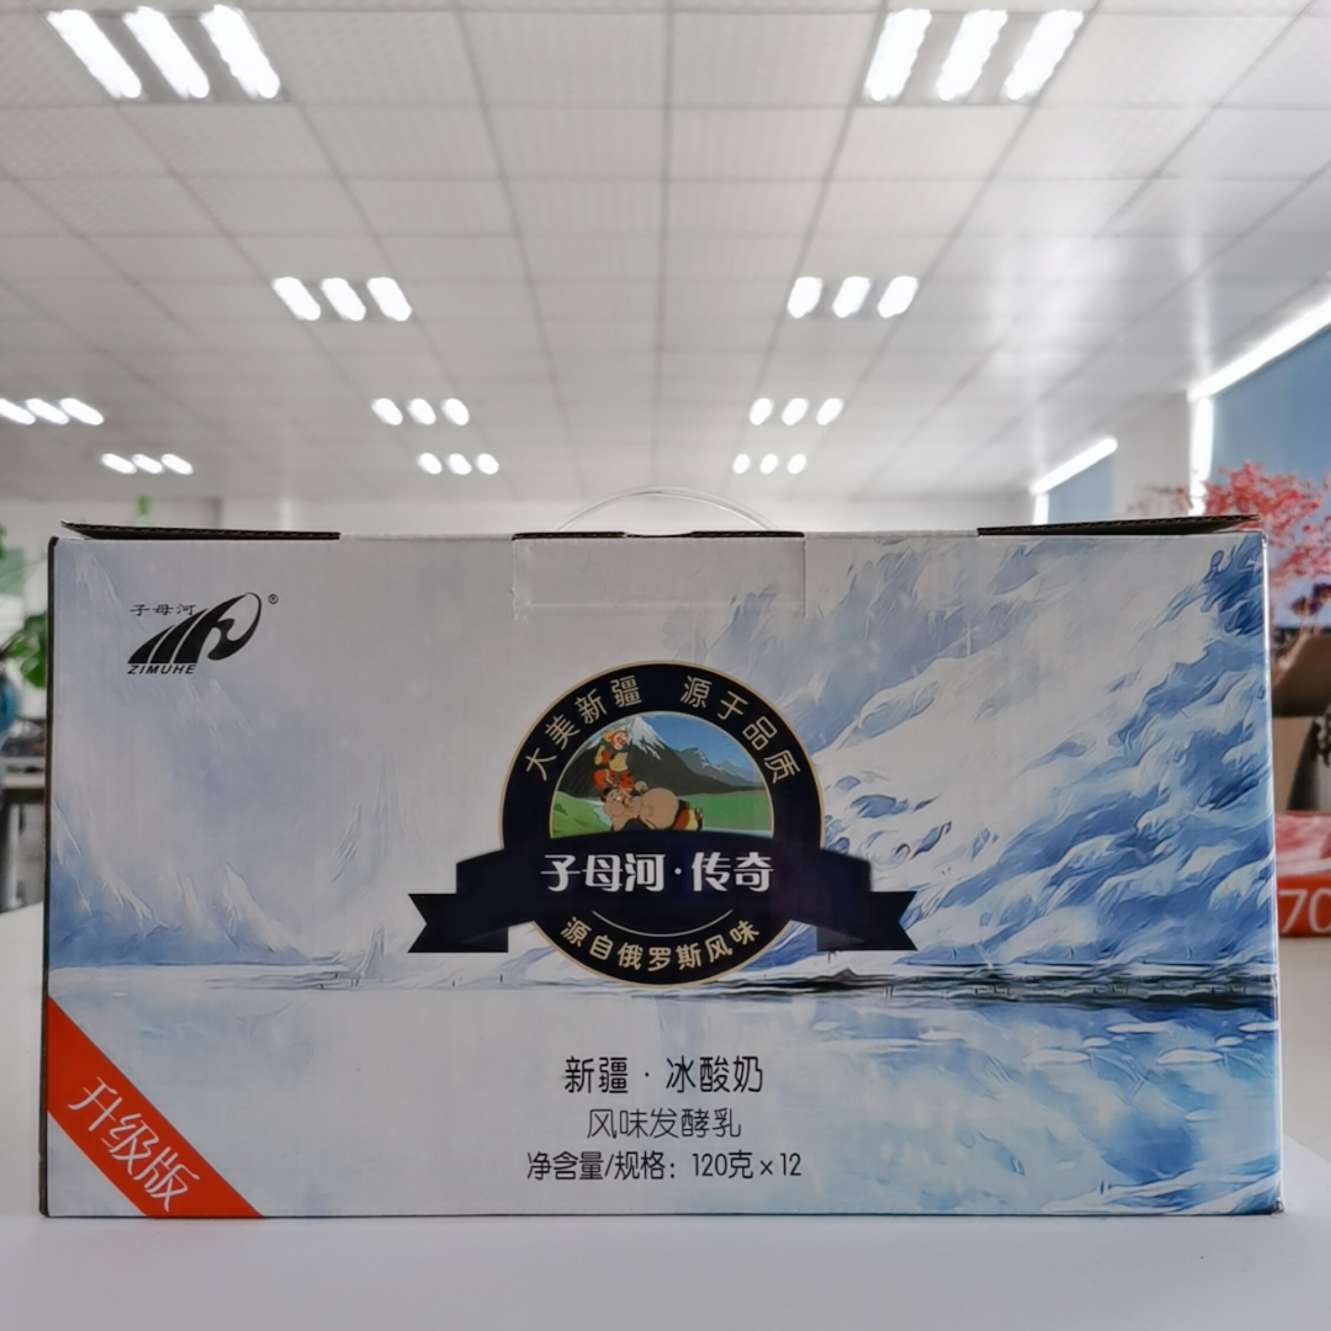 子母河
®
ZIMUHE
大美新疆 源于品质
子母河·传奇
源自俄罗斯风味
新疆·冰酸奶
风味发酵乳
净含量/规格：120克×12
升级版
70